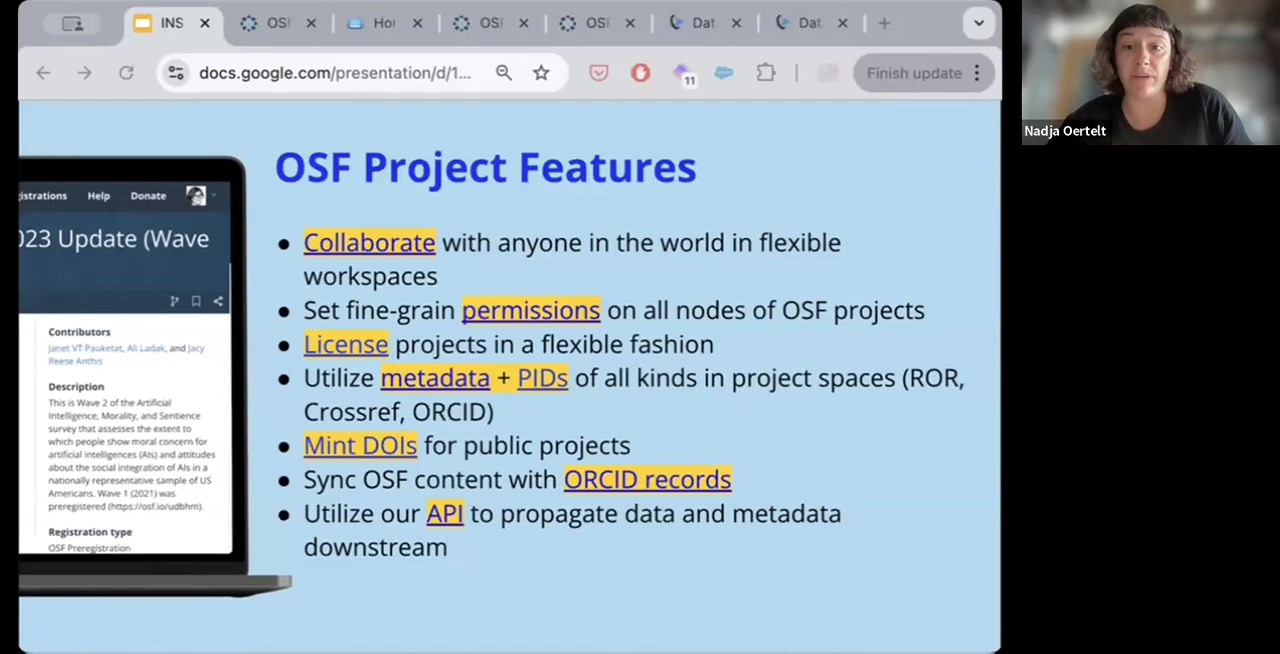 INS
OSF
Hor
OSF
OSF
Dat
Dat
docs.google.com/presentation/d/1...
11
Finish update
Nadja Oertelt
OSF Project Features
istrations Help Donate
023 Update (Wave
Contributors
Janet VT Pauketat, Ali Ladak, and Jacy
Reese Anthis
Description
This is Wave 2 of the Artificial
Intelligence, Morality, and Sentience
survey that assesses the extent to
which people show moral concern for
artificial intelligences (AIs) and attitudes
about the social integration of AIs in a
nationally representative sample of US
Americans. Wave 1 (2021) was
preregistered (https://osf.io/udbhm).
Registration type
OSF Preregistration
● Collaborate with anyone in the world in flexible
workspaces
● Set fine-grain permissions on all nodes of OSF projects
● License projects in a flexible fashion
● Utilize metadata + PIDs of all kinds in project spaces (ROR,
Crossref, ORCID)
● Mint DOIs for public projects
● Sync OSF content with ORCID records
● Utilize our API to propagate data and metadata
downstream